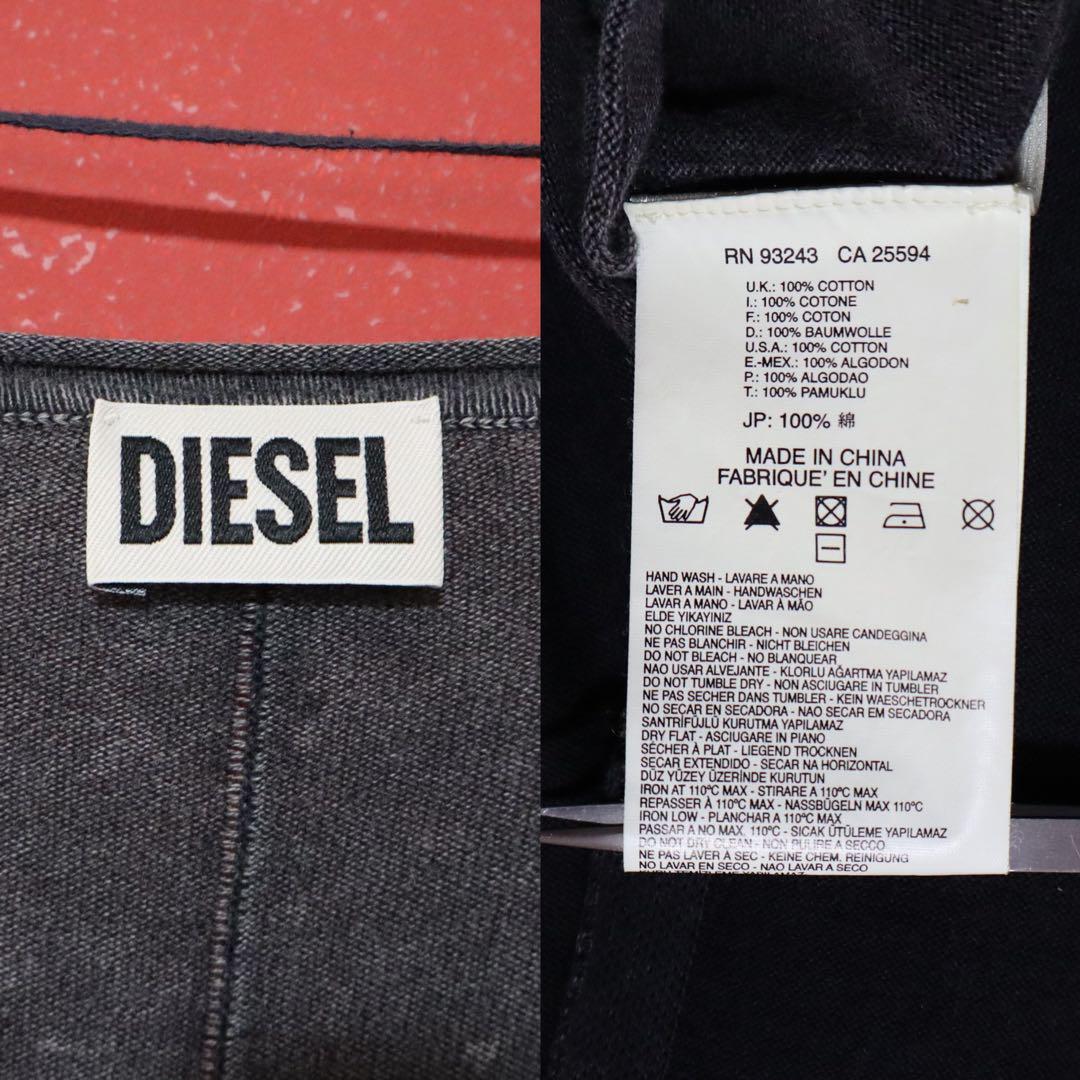 DIESEL
RN 93243 CA 25594
U.K.: 100% COTTON
I.: 100% COTONE
F.: 100% COTON
D.: 100% BAUMWOLLE
U.S.A.: 100% COTTON
E.-MEX.: 100% ALGODON
P.: 100% ALGODAO
T.: 100% PAMUKLU
JP: 100% 綿
MADE IN CHINA
FABRIQUE' EN CHINE
HAND WASH - LAVARE A MANO
LAVER A MAIN - HANDWASCHEN
LAVAR A MANO - LAVAR À MÃO
ELDE YIKAYINIZ
NO CHLORINE BLEACH - NON USARE CANDEGGINA
NE PAS BLANCHIR - NICHT BLEICHEN
DO NOT BLEACH - NO BLANQUEAR
NAO USAR ALVEJANTE - KLORLU AĞARTMA YAPILAMAZ
DO NOT TUMBLE DRY - NON ASCIUGARE IN TUMBLER
NE PAS SECHER DANS TUMBLER - KEIN WAESCHETROCKNER
NO SECAR EN SECADORA - NAO SECAR EM SECADORA
SANTRİFÜJLÜ KURUTMA YAPILAMAZ
DRY FLAT - ASCIUGARE IN PIANO
SÉCHER À PLAT - LIEGEND TROCKNEN
SECAR EXTENDIDO - SECAR NA HORIZONTAL
DÜZ YÜZEY ÜZERİNDE KURUTUN
IRON AT 110ºC MAX - STIRARE A 110ºC MAX
REPASSER À 110ºC MAX - NASSBÜGELN MAX 110ºC
IRON LOW - PLANCHAR A 110ºC MAX
PASSAR A NO MAX. 110ºC - SICAK ÜTÜLEME YAPILAMAZ
DO NOT DRY CLEAN - NON PULIRE A SECCO
NE PAS LAVER À SEC - KEINE CHEM. REINIGUNG
NO LAVAR EN SECO - NAO LAVAR A SECO